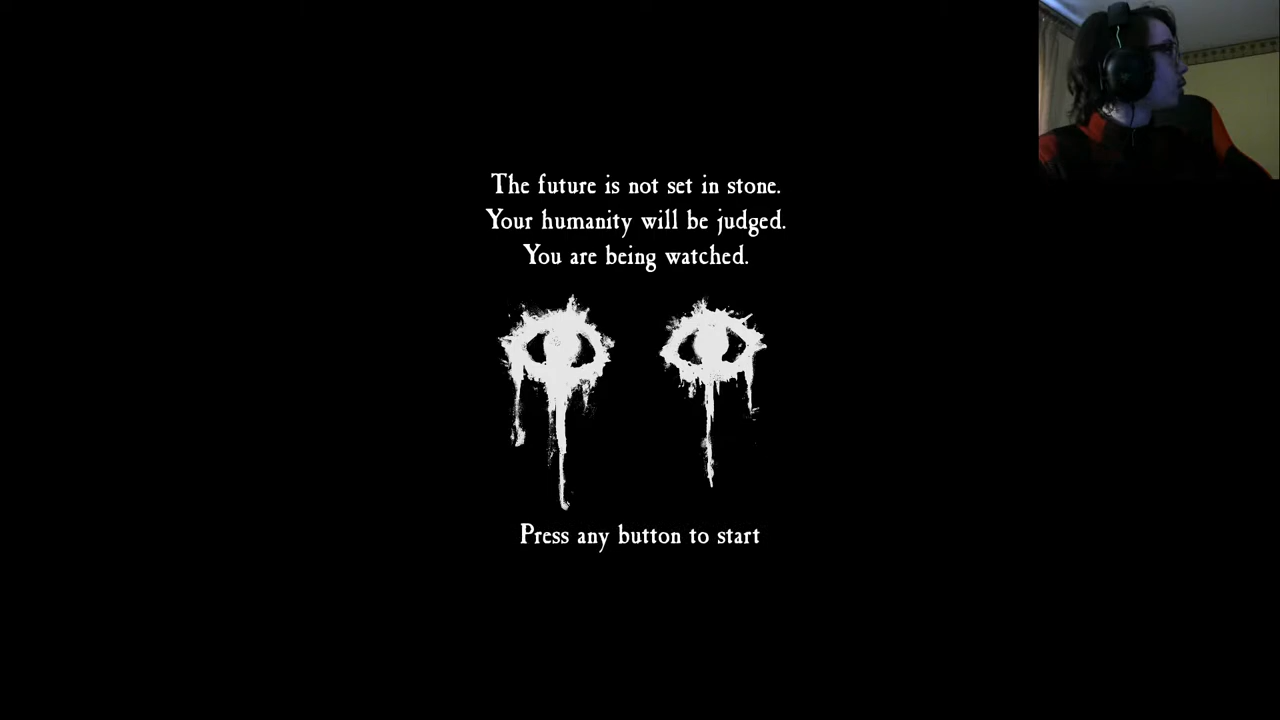 The future is not set in stone.
Your humanity will be judged.
You are being watched.
Press any button to start